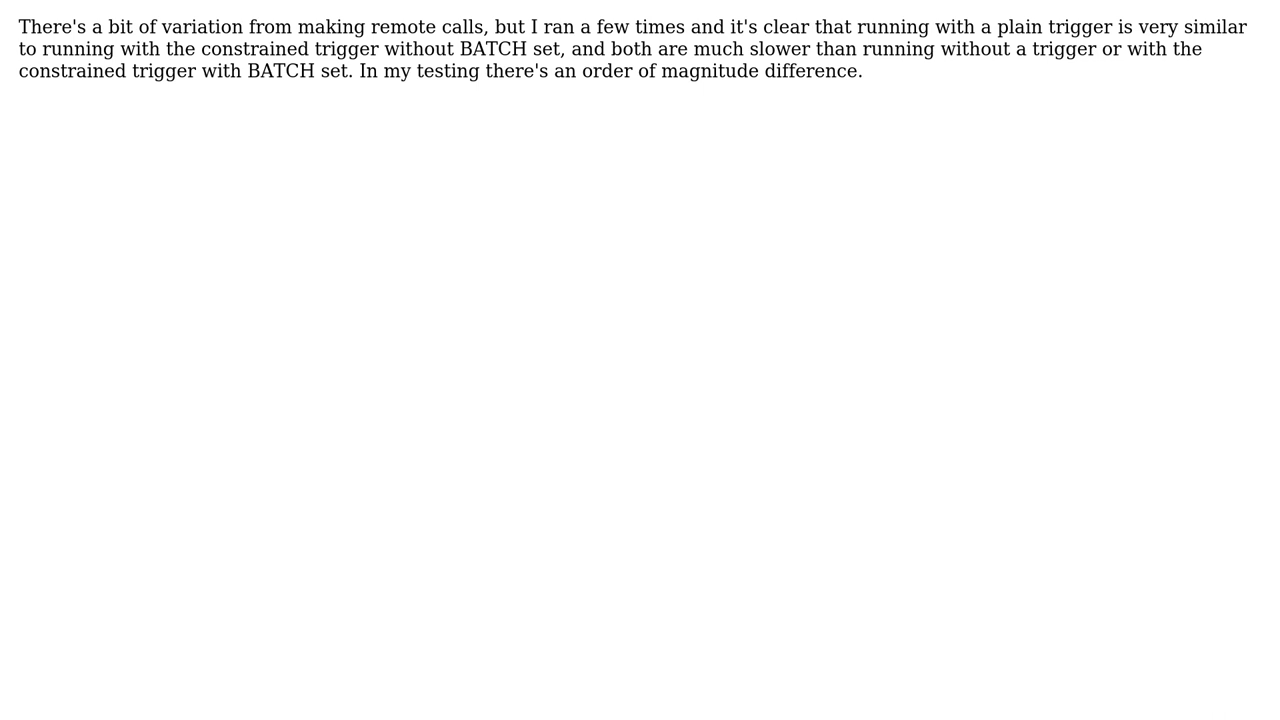 There's a bit of variation from making remote calls, but I ran a few times and it's clear that running with a plain trigger is very similar
to running with the constrained trigger without BATCH set, and both are much slower than running without a trigger or with the
constrained trigger with BATCH set. In my testing there's an order of magnitude difference.